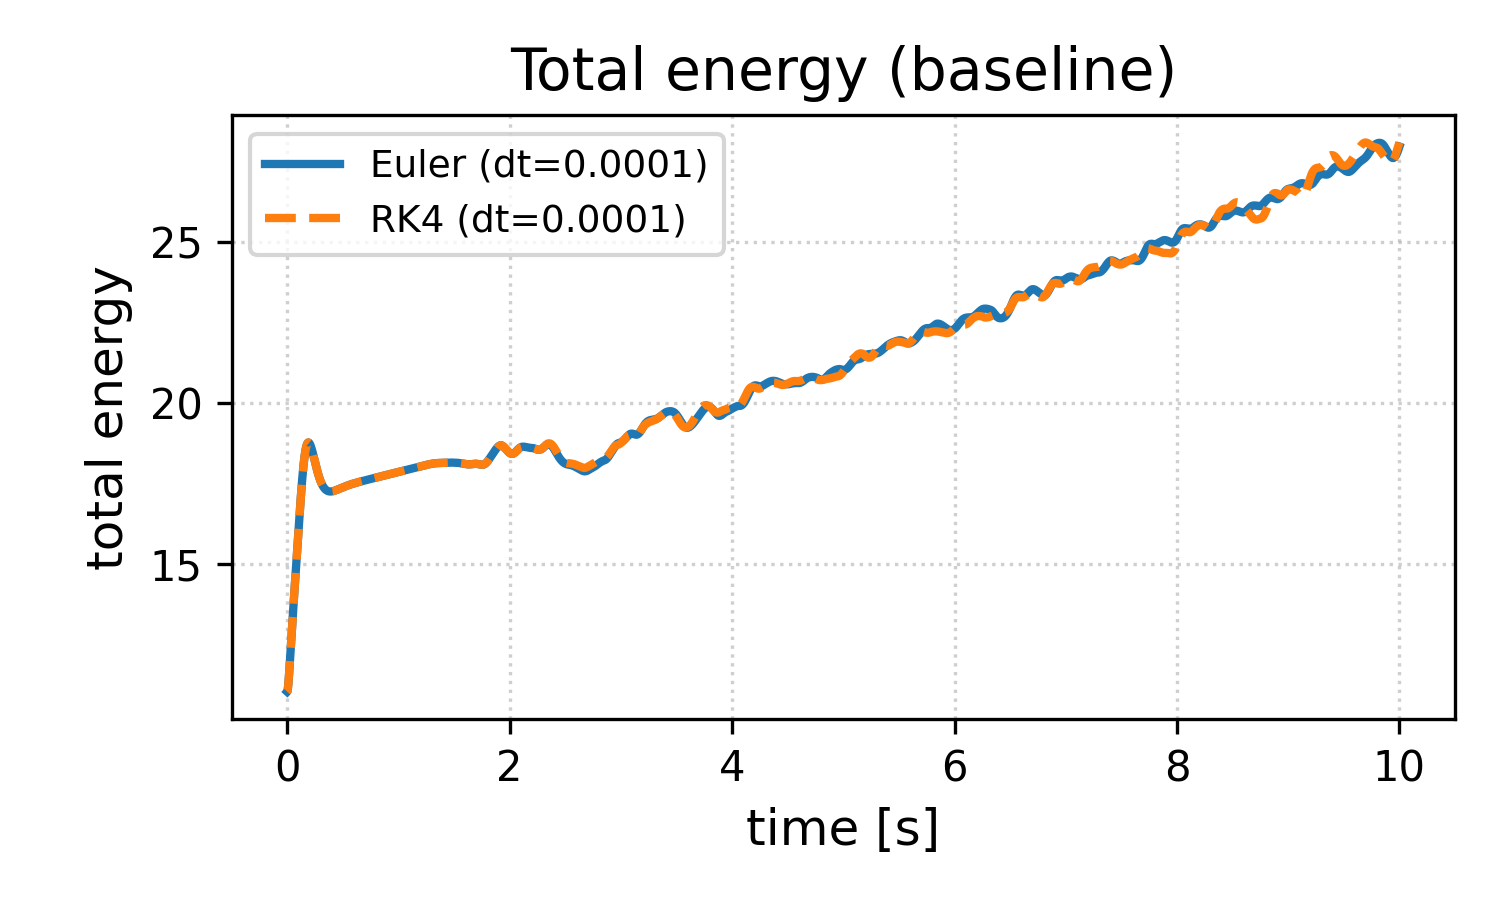 Total energy (baseline)
Euler (dt=0.0001)
RK4 (dt=0.0001)
25
20
15
total energy
0 2 4 6 8 10
time [s]